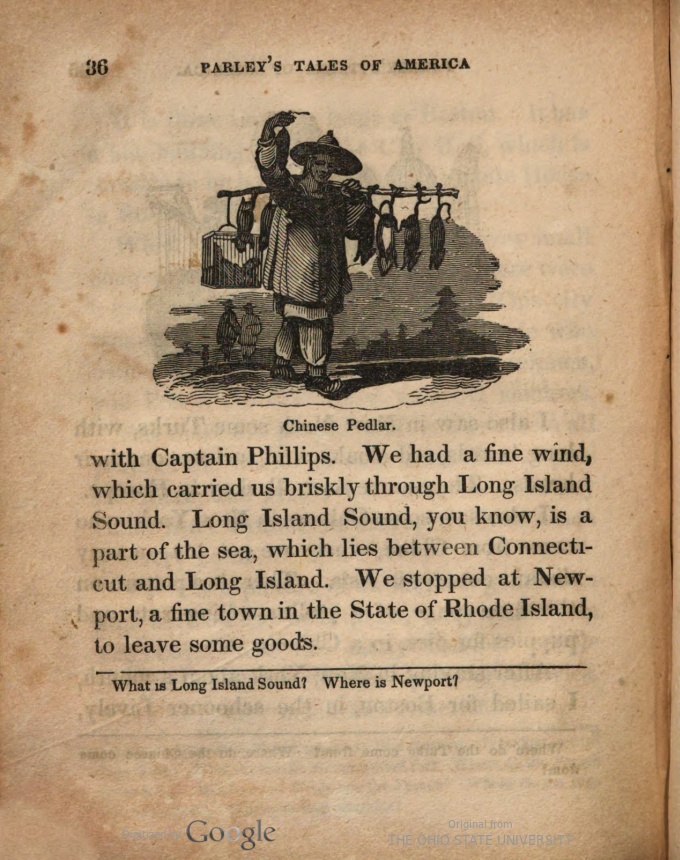 36
PARLEY'S TALES OF AMERICA
Chinese Pedlar.
with Captain Phillips. We had a fine wind,
which carried us briskly through Long Island
Sound. Long Island Sound, you know, is a
part of the sea, which lies between Connecti-
cut and Long Island. We stopped at New-
port, a fine town in the State of Rhode Island,
to leave some goods.
What is Long Island Sound? Where is Newport?
Google
Original from
THE OHIO STATE UNIVERSITY